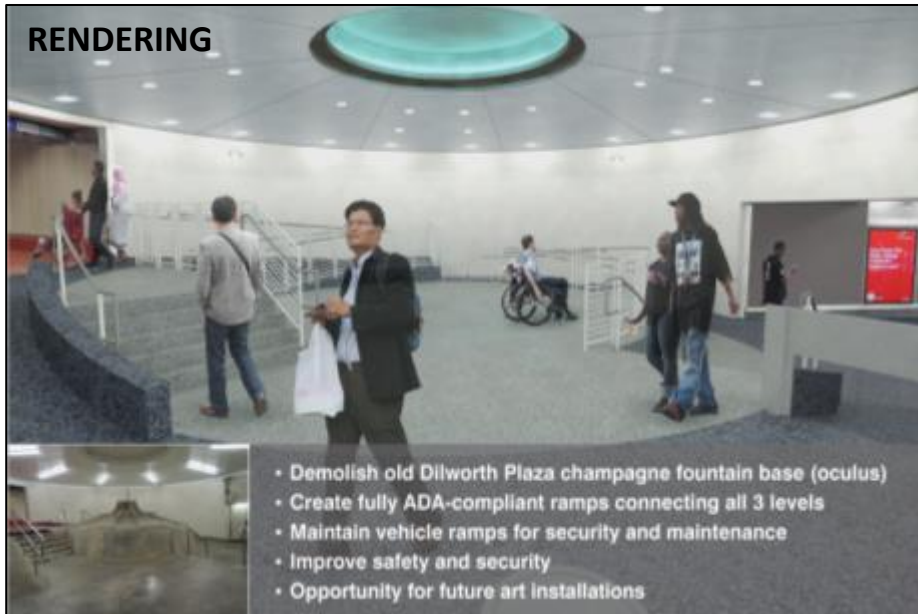 RENDERING
• Demolish old Dilworth Plaza champagne fountain base (oculus)
• Create fully ADA-compliant ramps connecting all 3 levels
• Maintain vehicle ramps for security and maintenance
• Improve safety and security
• Opportunity for future art installations